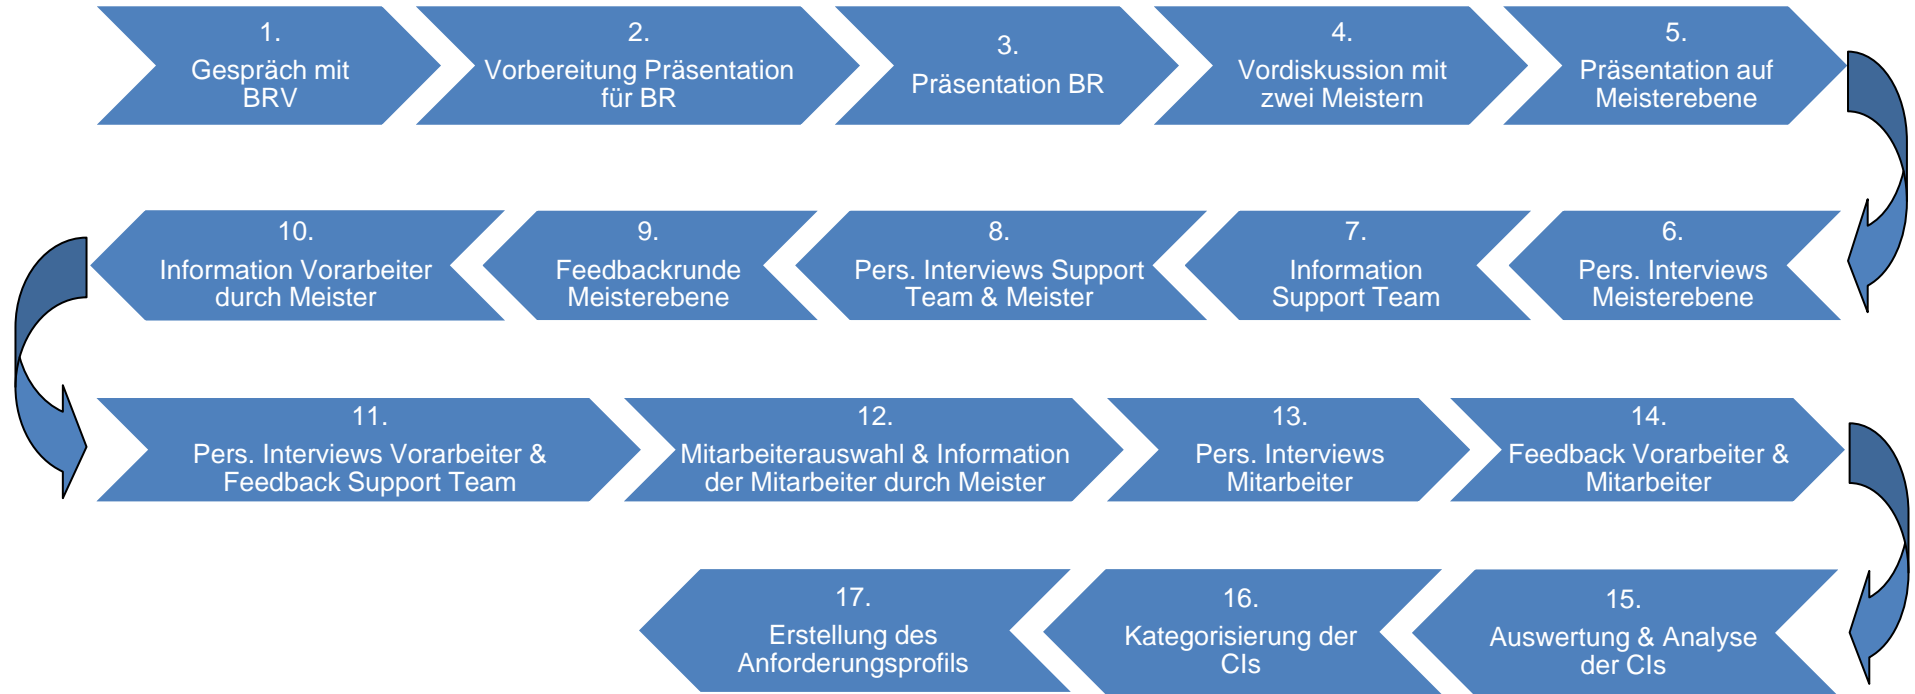 1.
Gespräch mit
BRV
2.
Vorbereitung Präsentation
für BR
3.
Präsentation BR
4.
Vordiskussion mit
zwei Meistern
5.
Präsentation auf
Meisterebene
6.
Pers. Interviews
Meisterebene
7.
Information
Support Team
8.
Pers. Interviews Support
Team & Meister
9.
Feedbackrunde
Meisterebene
10.
Information Vorarbeiter
durch Meister
11.
Pers. Interviews Vorarbeiter &
Feedback Support Team
12.
Mitarbeiterauswahl & Information
der Mitarbeiter durch Meister
13.
Pers. Interviews
Mitarbeiter
14.
Feedback Vorarbeiter &
Mitarbeiter
15.
Auswertung & Analyse
der CIs
16.
Kategorisierung der
CIs
17.
Erstellung des
Anforderungsprofils